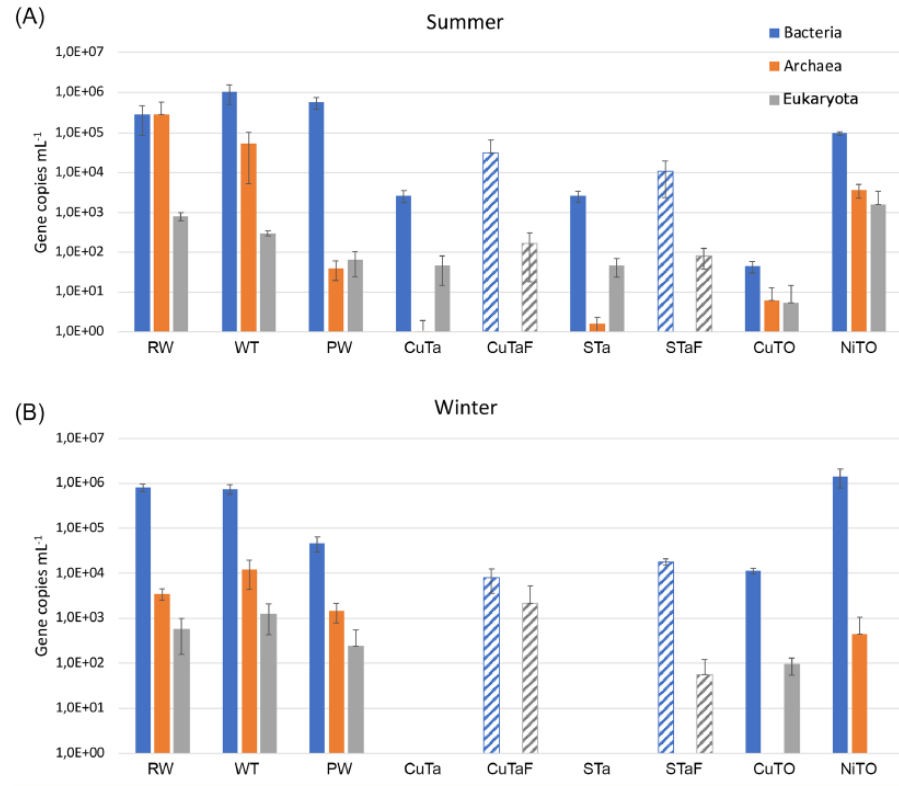 (A)
Summer
Bacteria
Archaea
Eukaryota
Gene copies mL-1
1,0E+07
1,0E+06
1,0E+05
1,0E+04
1,0E+03
1,0E+02
1,0E+01
1,0E+00
RW WT PW CuTa CuTaF STa STaF CuTO NiTO
(B)
Winter
Gene copies mL-1
1,0E+07
1,0E+06
1,0E+05
1,0E+04
1,0E+03
1,0E+02
1,0E+01
1,0E+00
RW WT PW CuTa CuTaF STa STaF CuTO NiTO